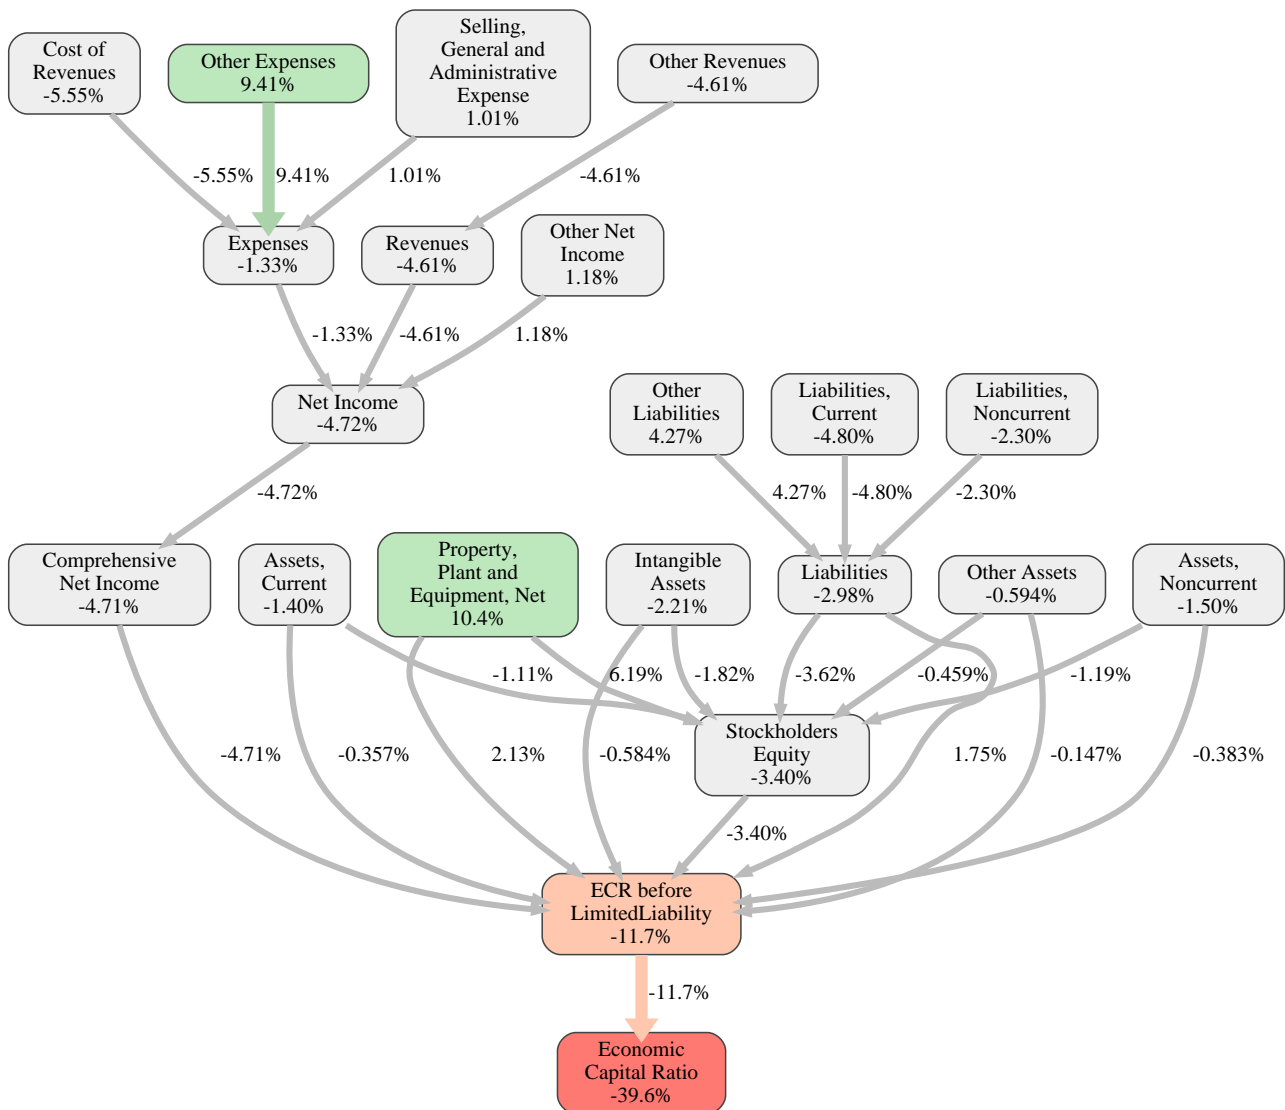 Cost of
Revenues
-5.55%
Other Expenses
9.41%
Selling,
General and
Administrative
Expense
1.01%
Other Revenues
-4.61%
-5.55%
9.41%
1.01%
-4.61%
Expenses
-1.33%
Revenues
-4.61%
Other Net
Income
1.18%
-1.33%
-4.61%
1.18%
Net Income
-4.72%
Other
Liabilities
4.27%
Liabilities,
Current
-4.80%
Liabilities,
Noncurrent
-2.30%
-4.72%
4.27%
-4.80%
-2.30%
Comprehensive
Net Income
-4.71%
Assets,
Current
-1.40%
Property,
Plant and
Equipment, Net
10.4%
Intangible
Assets
-2.21%
Liabilities
-2.98%
Other Assets
-0.594%
Assets,
Noncurrent
-1.50%
-1.11%
6.19%
-1.82%
-3.62%
-0.459%
-1.19%
Stockholders
Equity
-3.40%
-4.71%
-0.357%
2.13%
-0.584%
1.75%
-0.147%
-0.383%
-3.40%
ECR before
LimitedLiability
-11.7%
-11.7%
Economic
Capital Ratio
-39.6%